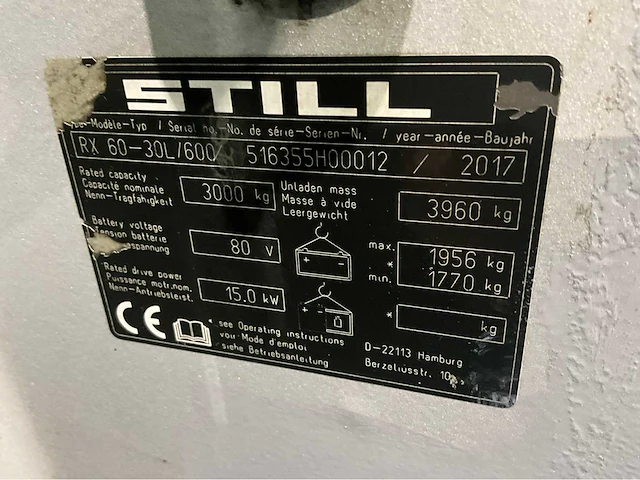 STILL
Modèle-Typ / Serial no.-No. de série-Serien-Nr. / year-année-Baujahr
RX 60-30L/600/ 516355H00012 / 2017
Rated capacity
Capacité nominale
Nenn-Tragfähigkeit
3000 kg
Unladen mass
Masse à vide
Leergewicht
3960 kg
Battery voltage
tension batterie
80 V
+ -
max. 1956 kg
*
min. 1770 kg
Rated drive power
Puissance motr.nom.
Nenn-Antriebsleist.
15.0 kW
+
* kg
CE
* see Operating instructions
voir Mode d'emploi
siehe Betriebsanleitung
D-22113 Hamburg
Berzeliusstr.